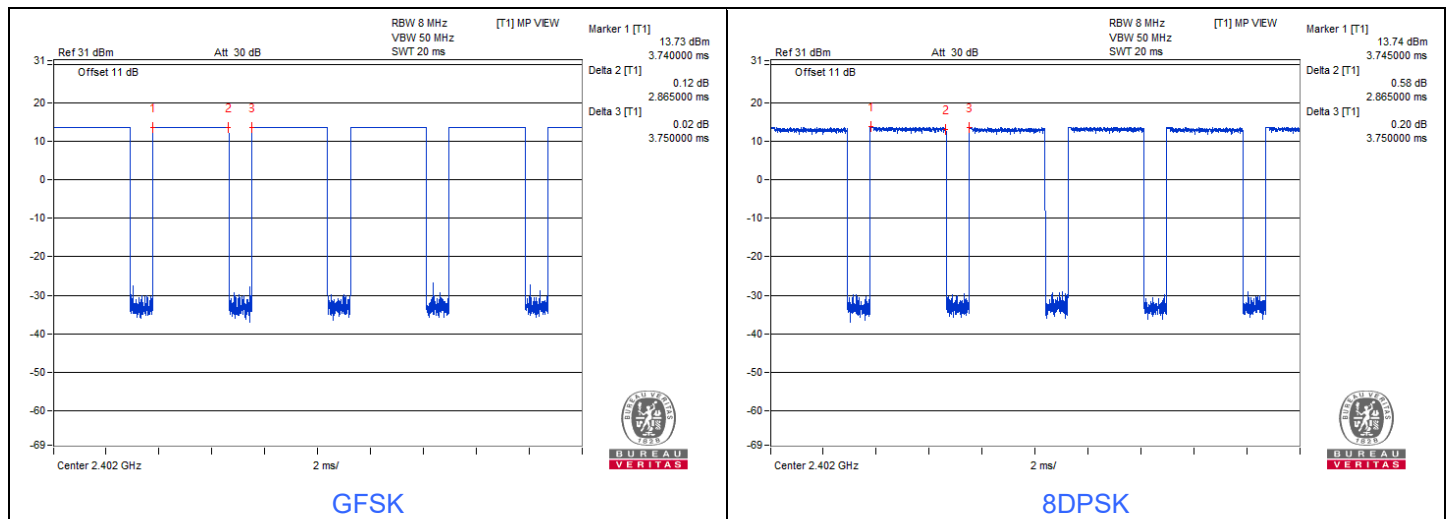 RBW 8 MHz
[T1] MP VIEW
VBW 50 MHz
Ref 31 dBm
Att 30 dB
SWT 20 ms
Marker 1 [T1]
13.73 dBm
3.740000 ms
Delta 2 [T1]
0.12 dB
2.865000 ms
Delta 3 [T1]
0.02 dB
3.750000 ms
31
Offset 11 dB
20
1 2 3
10
0
-10
-20
-30
-40
-50
-60
-69
Center 2.402 GHz
2 ms/
BUREAU VERITAS
1828
BUREAU
VERITAS
GFSK
RBW 8 MHz
[T1] MP VIEW
VBW 50 MHz
Ref 31 dBm
Att 30 dB
SWT 20 ms
Marker 1 [T1]
13.74 dBm
3.745000 ms
Delta 2 [T1]
0.58 dB
2.865000 ms
Delta 3 [T1]
0.20 dB
3.750000 ms
31
Offset 11 dB
20
1 2 3
10
0
-10
-20
-30
-40
-50
-60
-69
Center 2.402 GHz
2 ms/
BUREAU VERITAS
1828
BUREAU
VERITAS
8DPSK